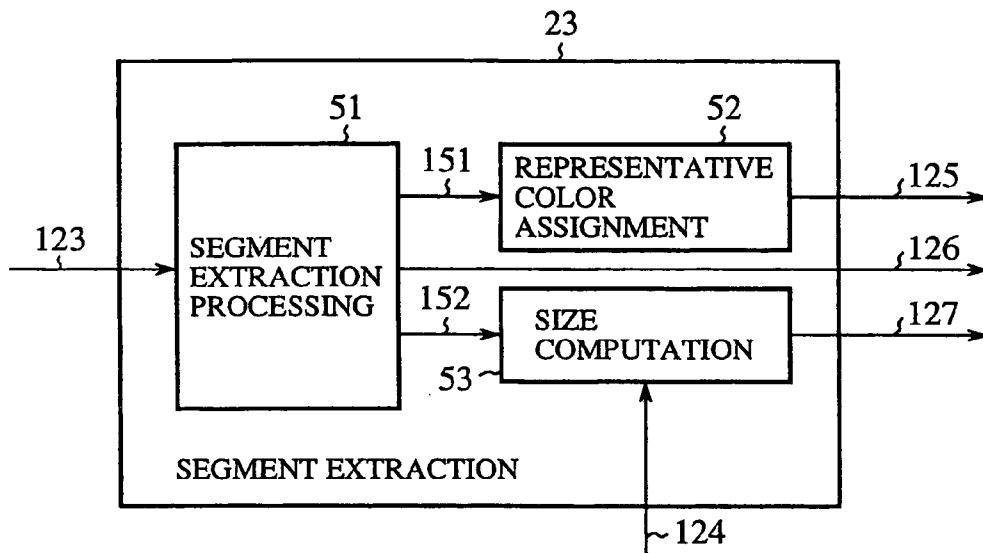 23
51
52
151
REPRESENTATIVE
COLOR
ASSIGNMENT
125
123
SEGMENT
EXTRACTION
PROCESSING
126
152
SIZE
COMPUTATION
127
53
SEGMENT EXTRACTION
124